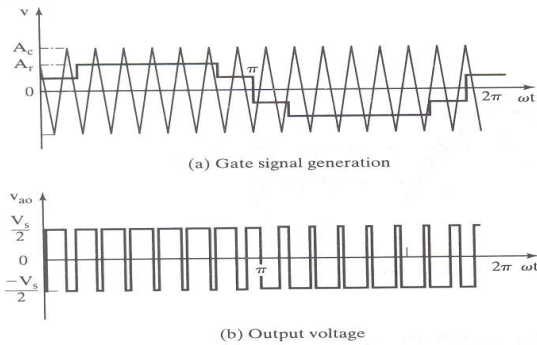 v
A_c
A_r
0
π
2π ωt
(a) Gate signal generation
v_ao
V_s
2
0
π
2π ωt
−V_s
2
(b) Output voltage